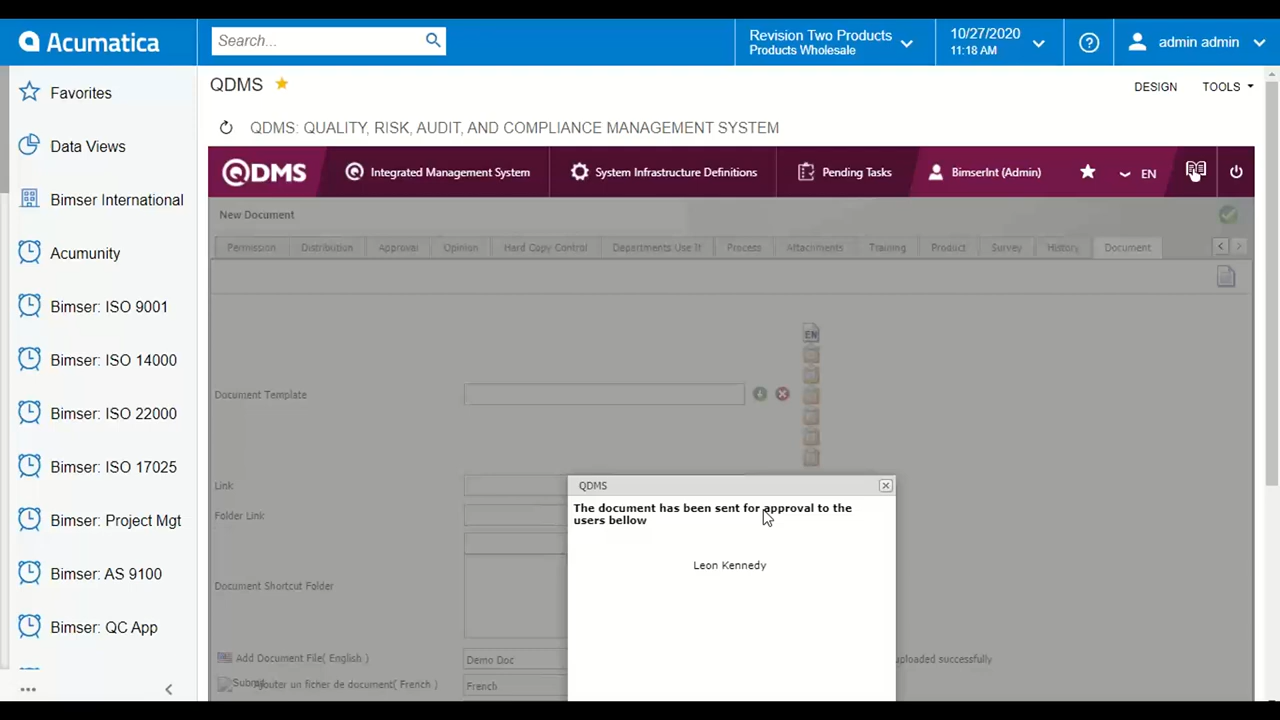 Acumatica
Search...
Revision Two Products
Products Wholesale
10/27/2020
11:18 AM
admin admin
Favorites
Data Views
Bimser International
Acumunity
Bimser: ISO 9001
Bimser: ISO 14000
Bimser: ISO 22000
Bimser: ISO 17025
Bimser: Project Mgt
Bimser: AS 9100
Bimser: QC App
QDMS
DESIGN
TOOLS
QDMS: QUALITY, RISK, AUDIT, AND COMPLIANCE MANAGEMENT SYSTEM
QDMS
Integrated Management System
System Infrastructure Definitions
Pending Tasks
BimserInt (Admin)
EN
New Document
Permission
Distribution
Approval
Opinion
Hard Copy Control
Departments Use It
Process
Attachments
Training
Product
Survey
History
Document
EN
Document Template
Link
Folder Link
Document Shortcut Folder
Add Document File( English )
Demo Doc
uploaded successfully
Submit
Ajouter un fichier de document( French )
French
QDMS
The document has been sent for approval to the
users bellow
Leon Kennedy